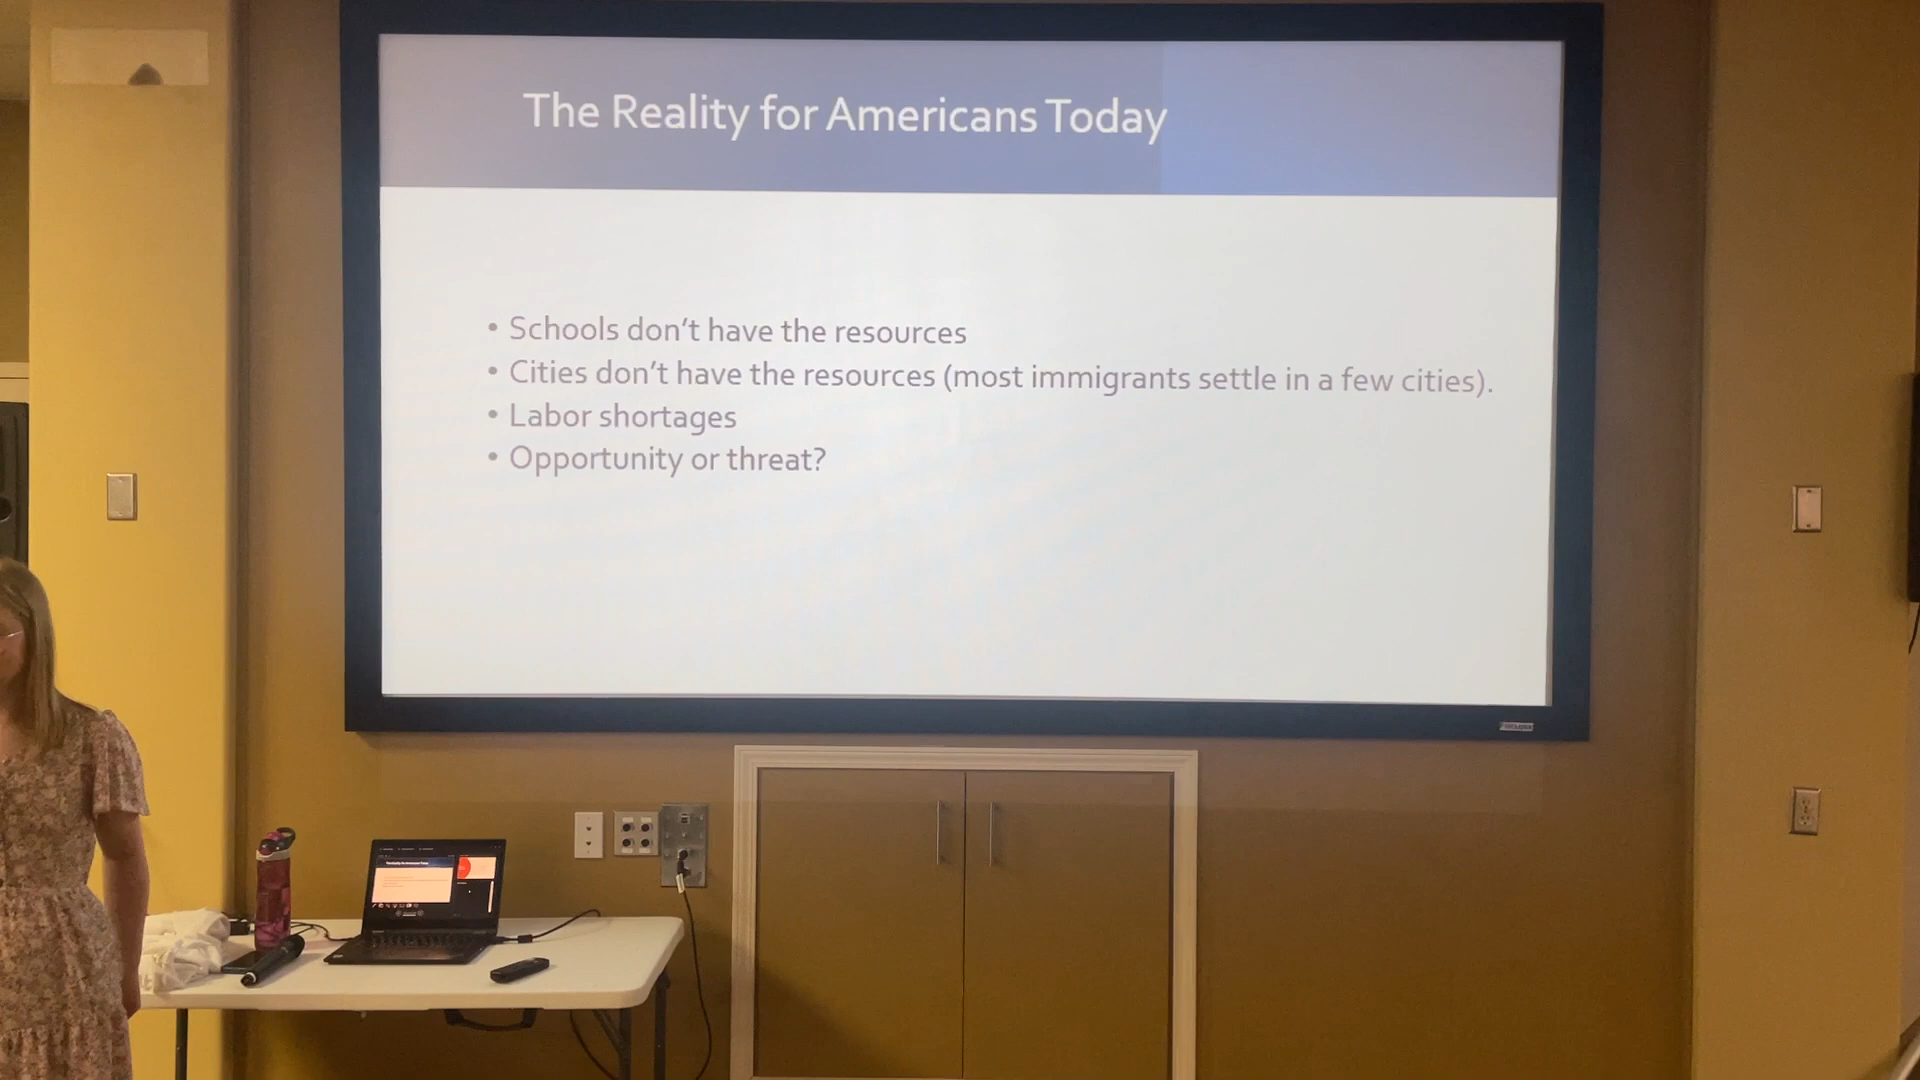 The Reality for Americans Today
• Schools don't have the resources
• Cities don't have the resources (most immigrants settle in a few cities).
• Labor shortages
• Opportunity or threat?